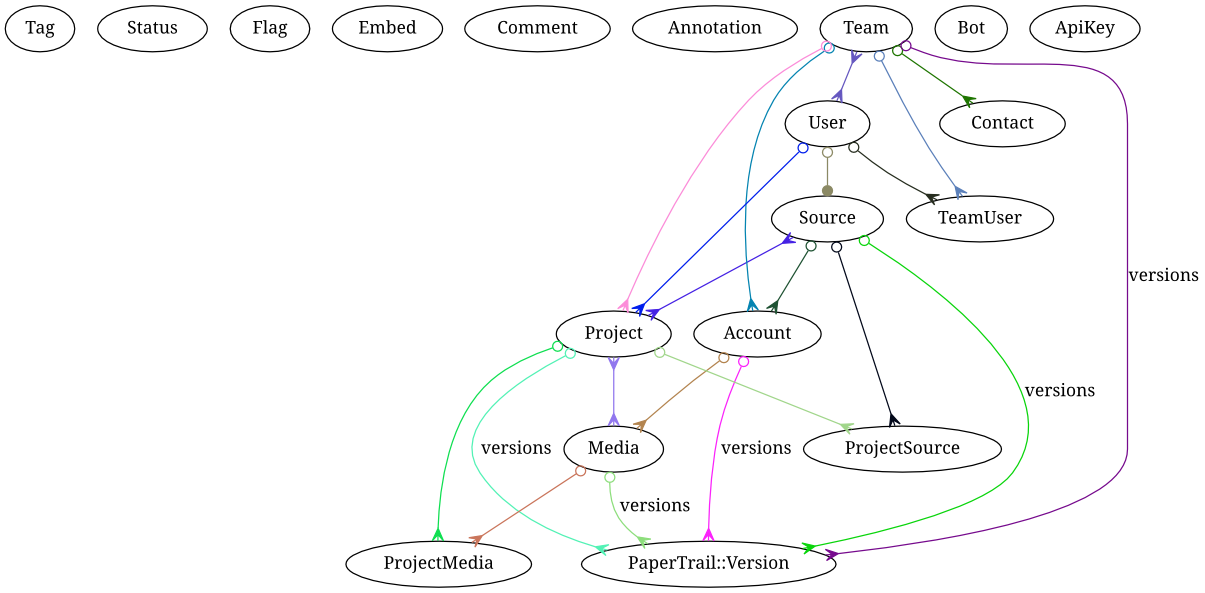 Tag
Status
Flag
Embed
Comment
Annotation
Team
Bot
ApiKey
User
Contact
Source
TeamUser
versions
Project
Account
versions
versions
versions
Media
ProjectSource
versions
ProjectMedia
PaperTrail::Version